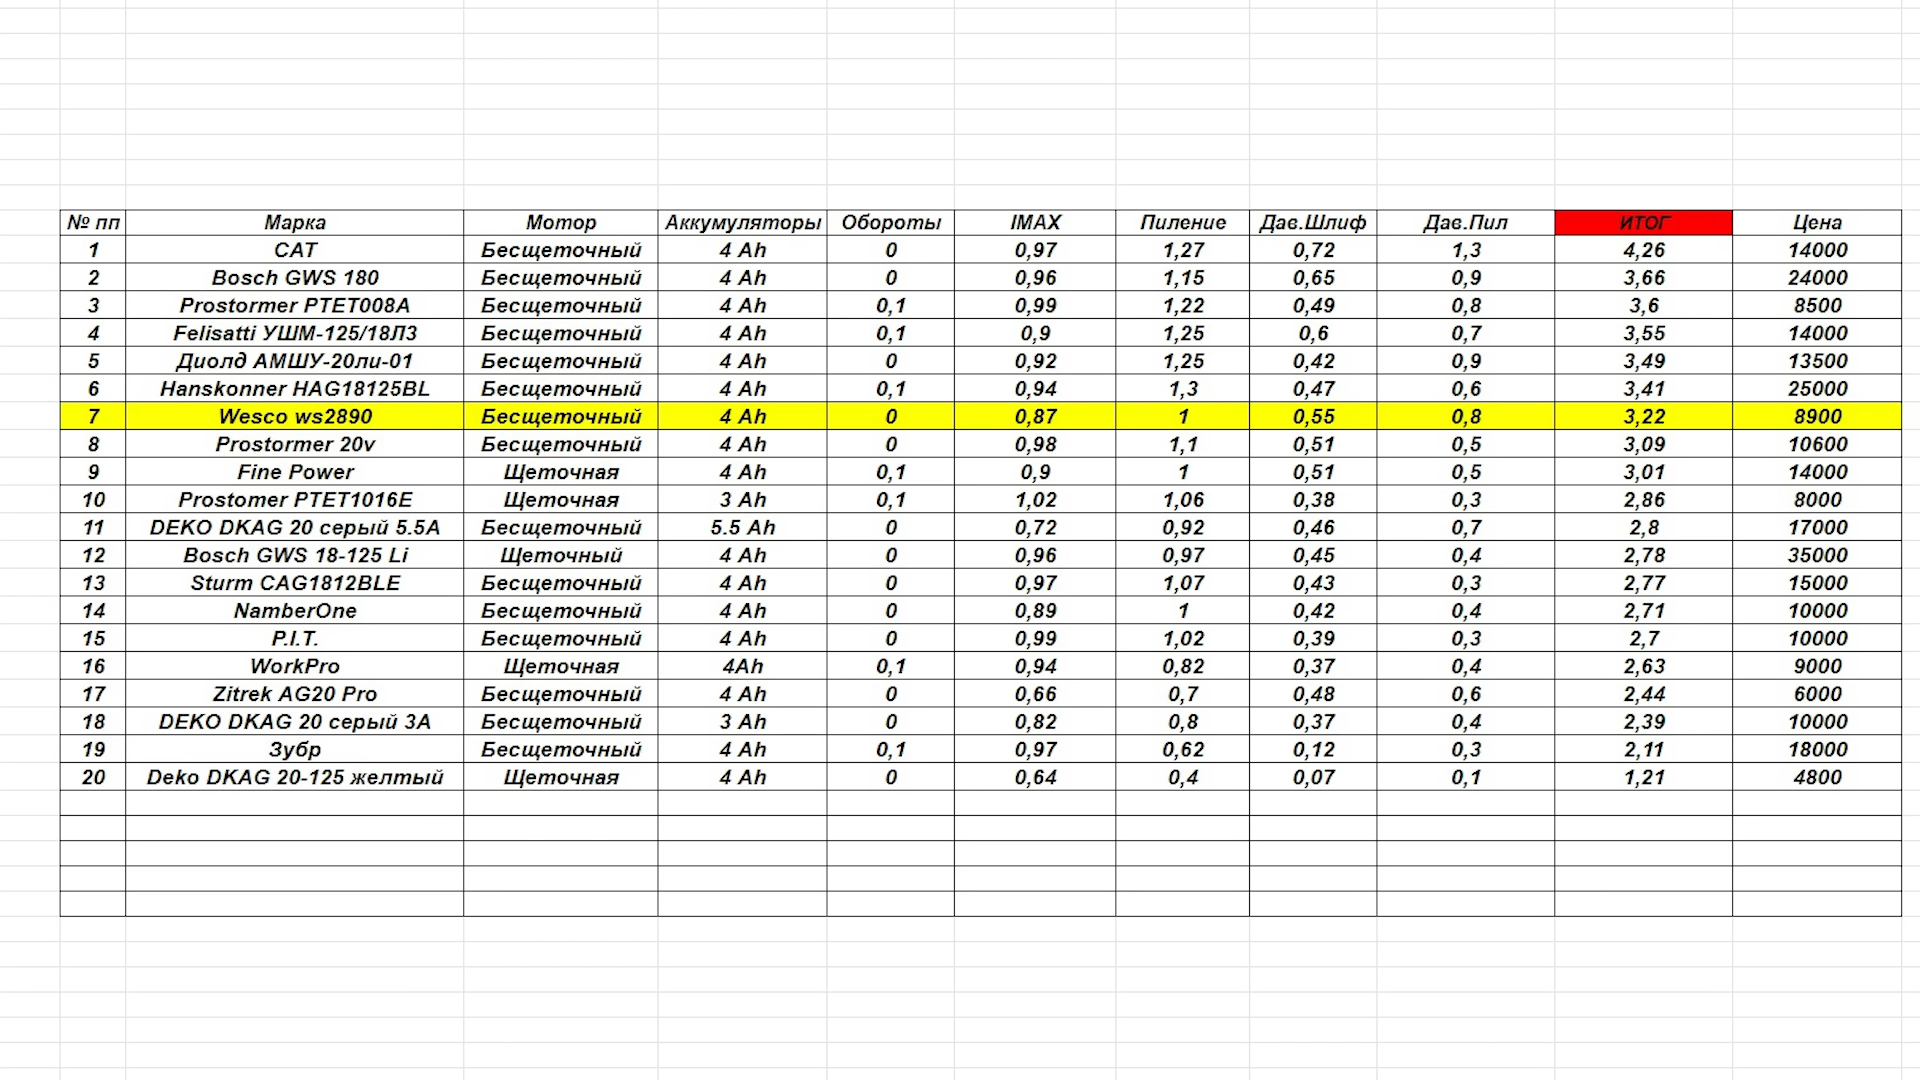 № пп Марка Мотор Аккумуляторы Обороты IMAX Пиление Дав.Шлиф Дав.Пил ИТОГ Цена
1 CAT Бесщеточный 4 Ah 0 0,97 1,27 0,72 1,3 4,26 14000
2 Bosch GWS 180 Бесщеточный 4 Ah 0 0,96 1,15 0,65 0,9 3,66 24000
3 Prostormer PTET008A Бесщеточный 4 Ah 0,1 0,99 1,22 0,49 0,8 3,6 8500
4 Felisatti УШМ-125/18Л3 Бесщеточный 4 Ah 0,1 0,9 1,25 0,6 0,7 3,55 14000
5 Диолд АМШУ-20ли-01 Бесщеточный 4 Ah 0 0,92 1,25 0,42 0,9 3,49 13500
6 Hanskonner HAG18125BL Бесщеточный 4 Ah 0,1 0,94 1,3 0,47 0,6 3,41 25000
7 Wesco ws2890 Бесщеточный 4 Ah 0 0,87 1 0,55 0,8 3,22 8900
8 Prostormer 20v Бесщеточный 4 Ah 0 0,98 1,1 0,51 0,5 3,09 10600
9 Fine Power Щеточная 4 Ah 0,1 0,9 1 0,51 0,5 3,01 14000
10 Prostomer PTET1016E Щеточная 3 Ah 0,1 1,02 1,06 0,38 0,3 2,86 8000
11 DEKO DKAG 20 серый 5.5А Бесщеточный 5.5 Ah 0 0,72 0,92 0,46 0,7 2,8 17000
12 Bosch GWS 18-125 Li Щеточный 4 Ah 0 0,96 0,97 0,45 0,4 2,78 35000
13 Sturm CAG1812BLE Бесщеточный 4 Ah 0 0,97 1,07 0,43 0,3 2,77 15000
14 NamberOne Бесщеточный 4 Ah 0 0,89 1 0,42 0,4 2,71 10000
15 P.I.T. Бесщеточный 4 Ah 0 0,99 1,02 0,39 0,3 2,7 10000
16 WorkPro Щеточная 4Ah 0,1 0,94 0,82 0,37 0,4 2,63 9000
17 Zitrek AG20 Pro Бесщеточный 4 Ah 0 0,66 0,7 0,48 0,6 2,44 6000
18 DEKO DKAG 20 серый 3А Бесщеточный 3 Ah 0 0,82 0,8 0,37 0,4 2,39 10000
19 Зубр Бесщеточный 4 Ah 0,1 0,97 0,62 0,12 0,3 2,11 18000
20 Deko DKAG 20-125 желтый Щеточная 4 Ah 0 0,64 0,4 0,07 0,1 1,21 4800